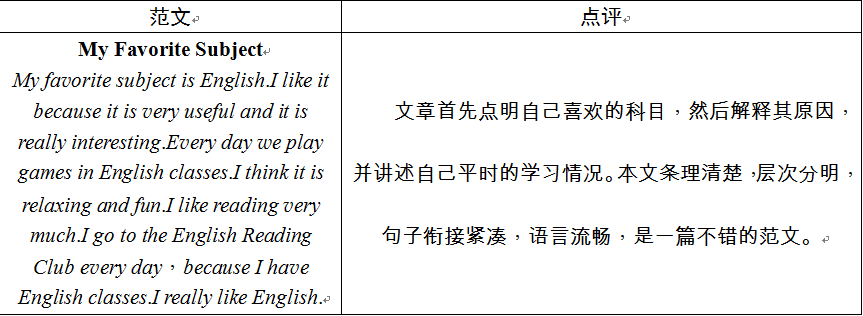 范文
点评
My Favorite Subject
My favorite subject is English.I like it
because it is very useful and it is
really interesting.Every day we play
games in English classes.I think it is
relaxing and fun.I like reading very
much.I go to the English Reading
Club every day，because I have
English classes.I really like English.
文章首先点明自己喜欢的科目，然后解释其原因，
并讲述自己平时的学习情况。本文条理清楚，层次分明，
句子衔接紧凑，语言流畅，是一篇不错的范文。